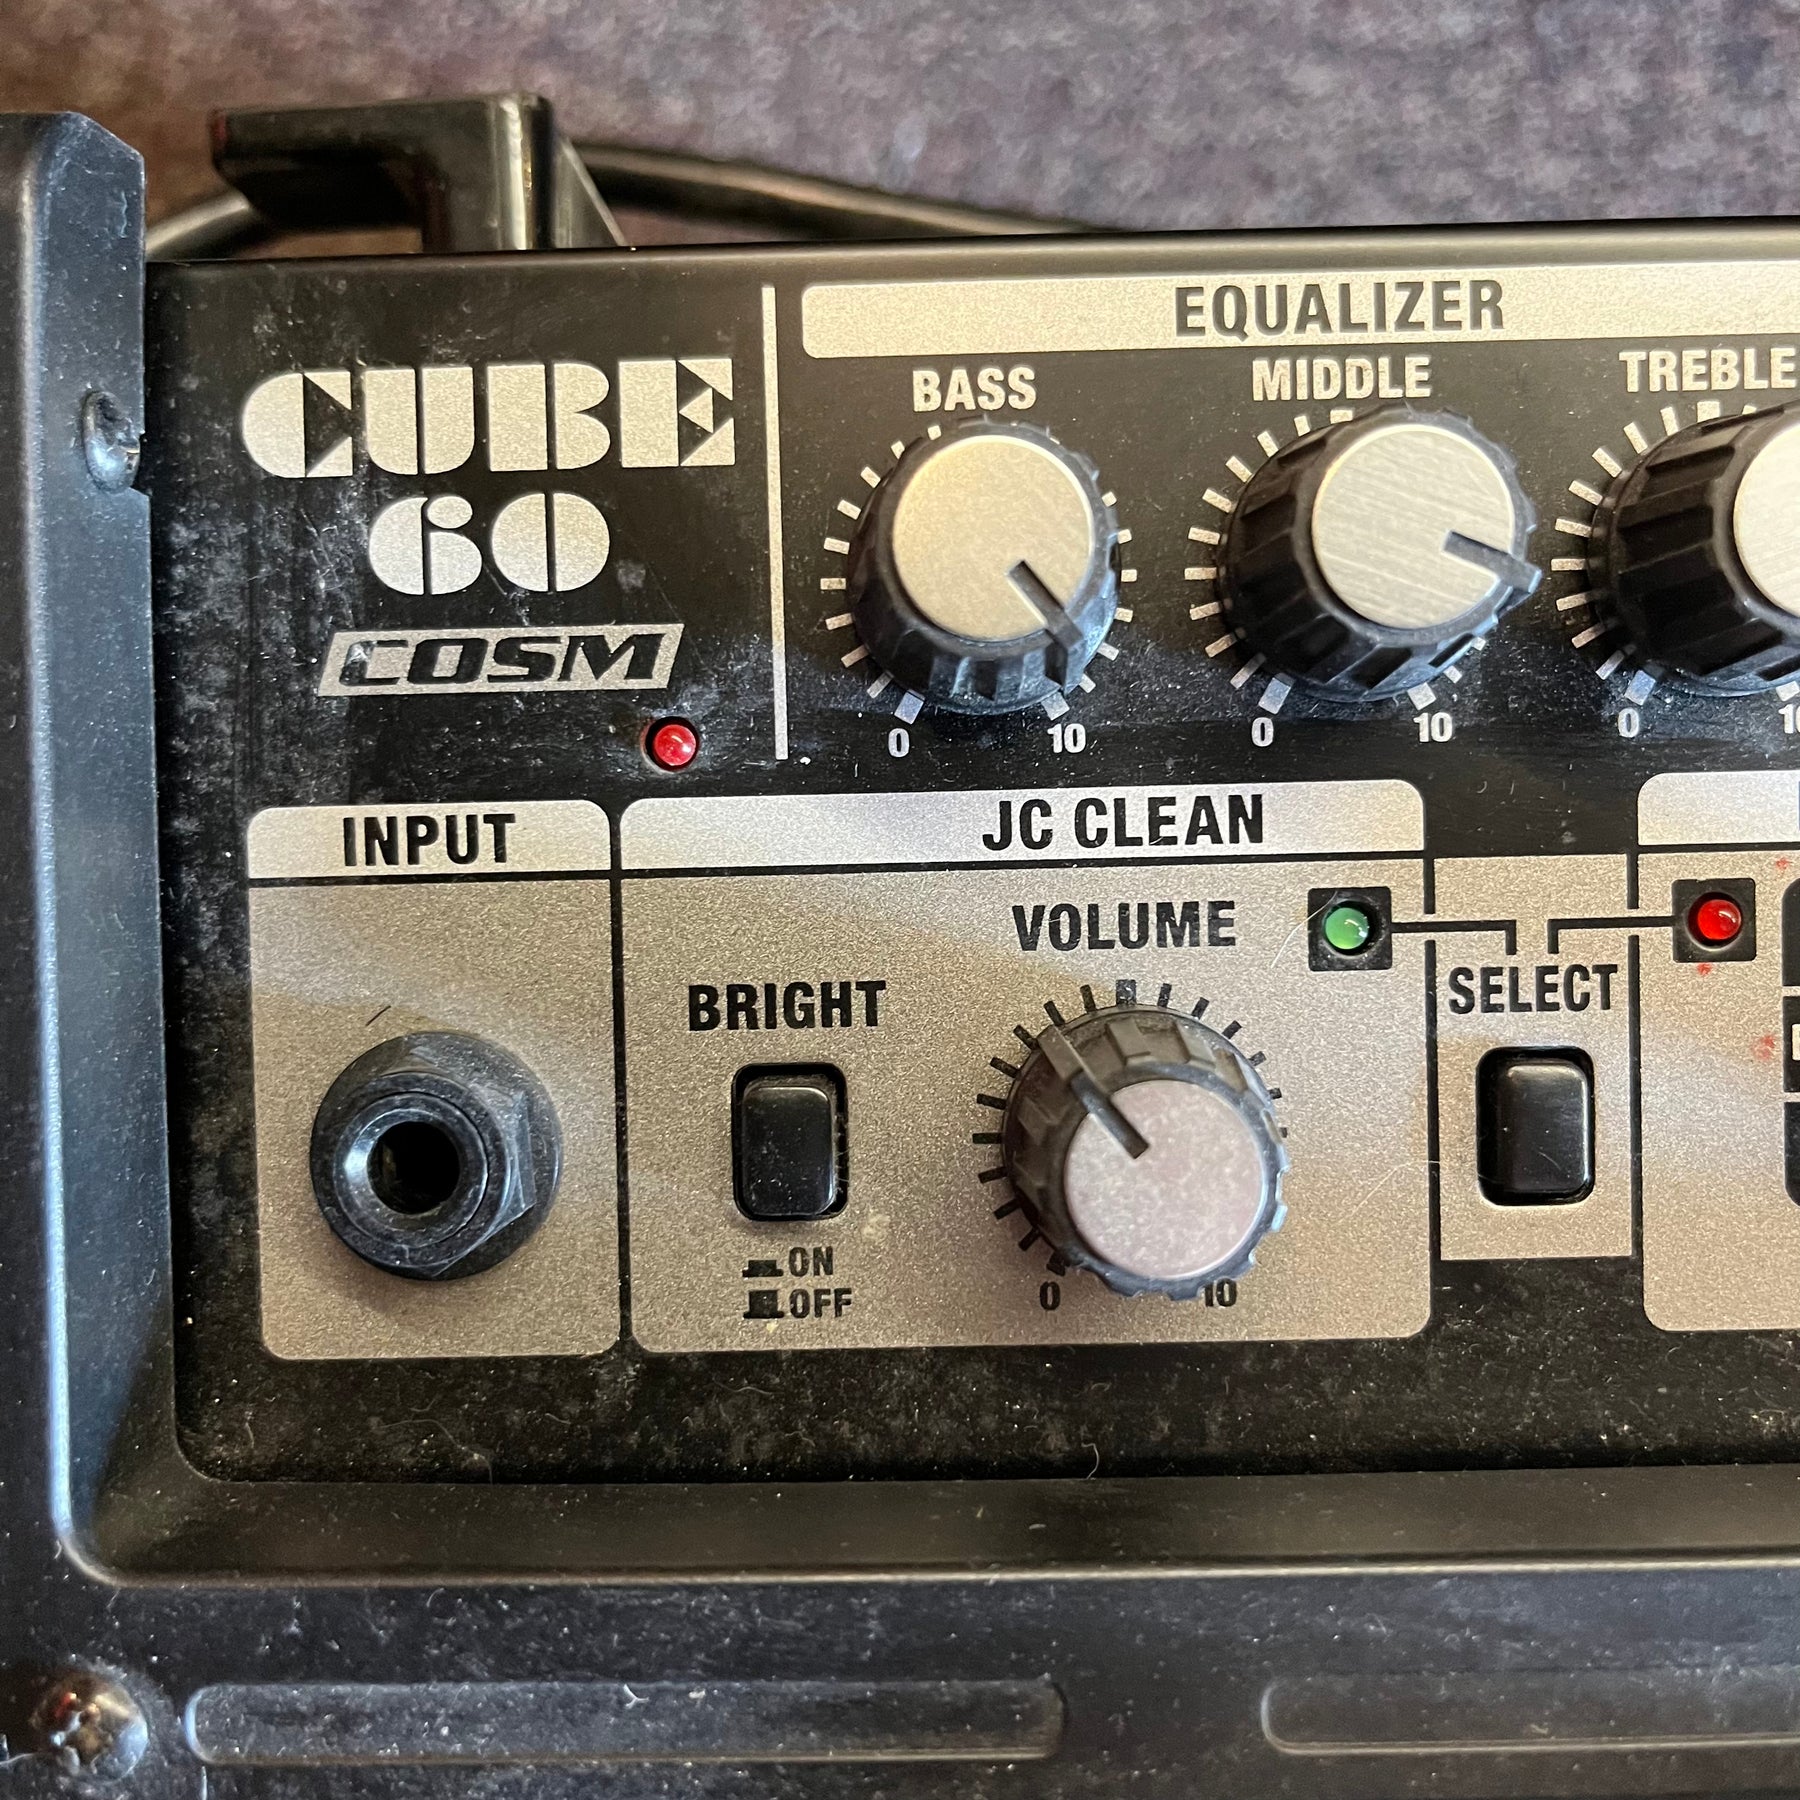 CUBE
60
COSM
EQUALIZER
BASS
MIDDLE
TREBLE
0
10
0
10
0
INPUT
JC CLEAN
BRIGHT
VOLUME
SELECT
ON
OFF
0
10